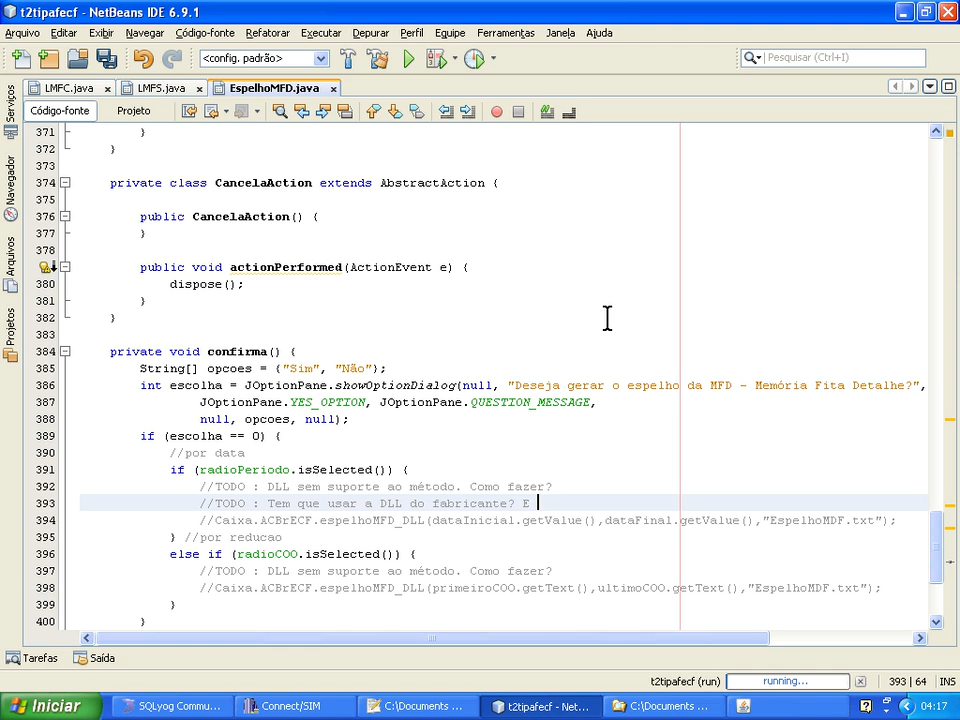 t2tipafecf - NetBeans IDE 6.9.1
Arquivo Editar Exibir Navegar Código-fonte Refatorar Executar Depurar Perfil Equipe Ferramentas Janela Ajuda
<config. padrão> Pesquisar (Ctrl+I)
LMFC.java LMFS.java EspelhoMFD.java
Código-fonte Projeto
Serviços
Navegador
Arquivos
Projetos
371 }
372 }
373
374 private class CancelaAction extends AbstractAction {
375
376 public CancelaAction() {
377 }
378
public void actionPerformed(ActionEvent e) {
380 dispose();
381 }
382 }
383
384 private void confirma() {
385 String[] opcoes = {"Sim", "Não"};
386 int escolha = JOptionPane.showOptionDialog(null, "Deseja gerar o espelho da MFD - Memória Fita Detalhe?",
387 JOptionPane.YES_OPTION, JOptionPane.QUESTION_MESSAGE,
388 null, opcoes, null);
389 if (escolha == 0) {
390 //por data
391 if (radioPeriodo.isSelected()) {
392 //TODO : DLL sem suporte ao método. Como fazer?
393 //TODO : Tem que usar a DLL do fabricante? E
394 //Caixa.ACBrECF.espelhoMFD_DLL(dataInicial.getValue(),dataFinal.getValue(),"EspelhoMDF.txt");
395 } //por reducao
396 else if (radioCOO.isSelected()) {
397 //TODO : DLL sem suporte ao método. Como fazer?
398 //Caixa.ACBrECF.espelhoMFD_DLL(primeiroCOO.getText(),ultimoCOO.getText(),"EspelhoMDF.txt");
399 }
400 }
Tarefas Saída
t2tipafecf (run) running... 393 | 64 INS
Iniciar SQLyog Commu... Connect/SIM C:\Documents ... t2tipafecf - Net... C:\Documents ... 04:17